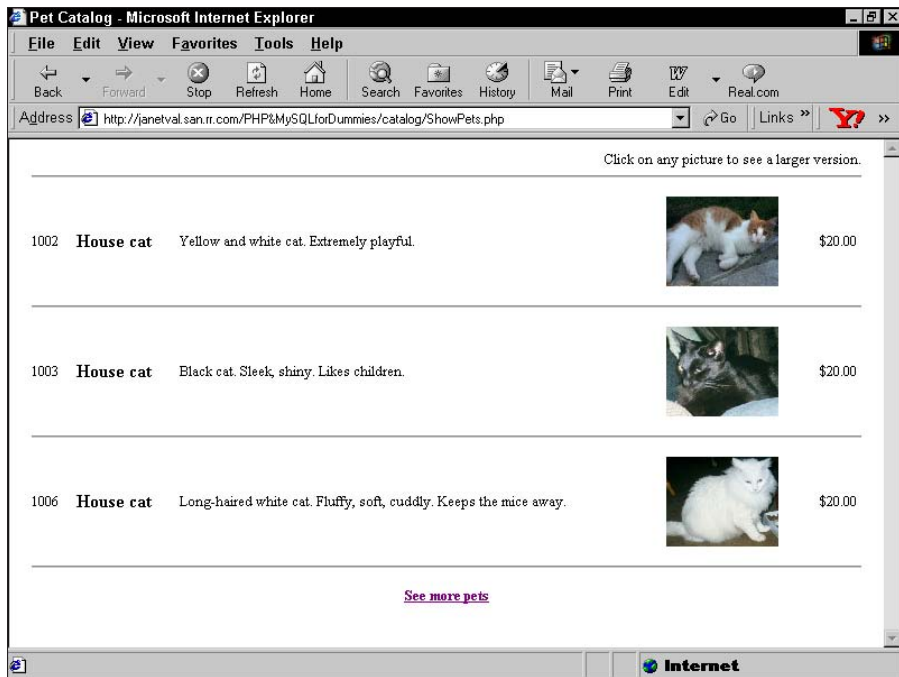 Pet Catalog - Microsoft Internet Explorer
File Edit View Favorites Tools Help
Back Forward Stop Refresh Home Search Favorites History Mail Print Edit Real.com
Address http://janetval.san.rr.com/PHP&MySQLforDummies/catalog/ShowPets.php Go Links » Y! »
Click on any picture to see a larger version.
1002 House cat Yellow and white cat. Extremely playful. $20.00
1003 House cat Black cat. Sleek, shiny. Likes children. $20.00
1006 House cat Long-haired white cat. Fluffy, soft, cuddly. Keeps the mice away. $20.00
See more pets
Internet